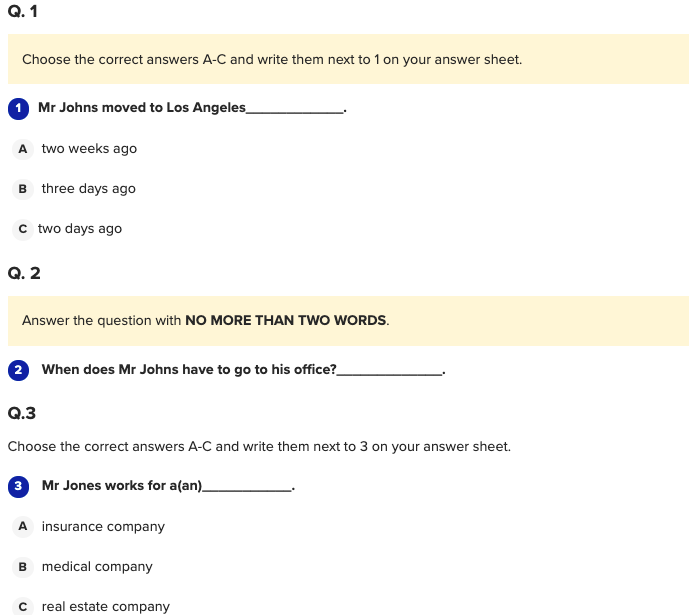 Q. 1
Choose the correct answers A-C and write them next to 1 on your answer sheet.
1 Mr Johns moved to Los Angeles_____________.
A two weeks ago
B three days ago
C two days ago
Q. 2
Answer the question with NO MORE THAN TWO WORDS.
2 When does Mr Johns have to go to his office?______________.
Q.3
Choose the correct answers A-C and write them next to 3 on your answer sheet.
3 Mr Jones works for a(an)____________.
A insurance company
B medical company
C real estate company